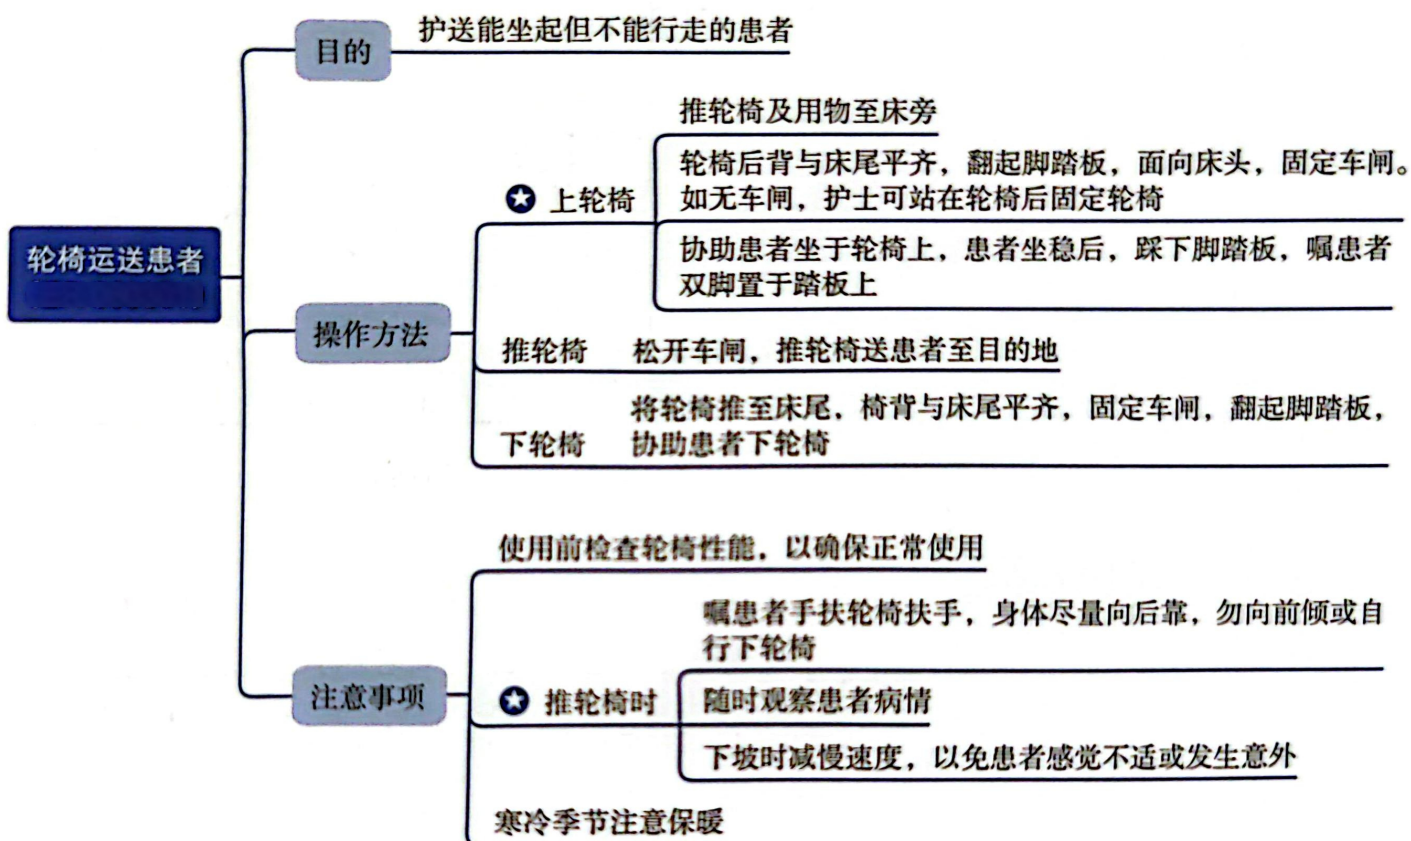 目的
护送能坐起但不能行走的患者
轮椅运送患者
操作方法
上轮椅
推轮椅及用物至床旁
轮椅后背与床尾平齐，翻起脚踏板，面向床头，固定车闸。
如无车闸，护士可站在轮椅后固定轮椅
协助患者坐于轮椅上，患者坐稳后，踩下脚踏板，嘱患者
双脚置于踏板上
推轮椅
松开车闸，推轮椅送患者至目的地
下轮椅
将轮椅推至床尾，椅背与床尾平齐，固定车闸，翻起脚踏板，
协助患者下轮椅
注意事项
使用前检查轮椅性能，以确保正常使用
推轮椅时
嘱患者手扶轮椅扶手，身体尽量向后靠，勿向前倾或自
行下轮椅
随时观察患者病情
下坡时减慢速度，以免患者感觉不适或发生意外
寒冷季节注意保暖